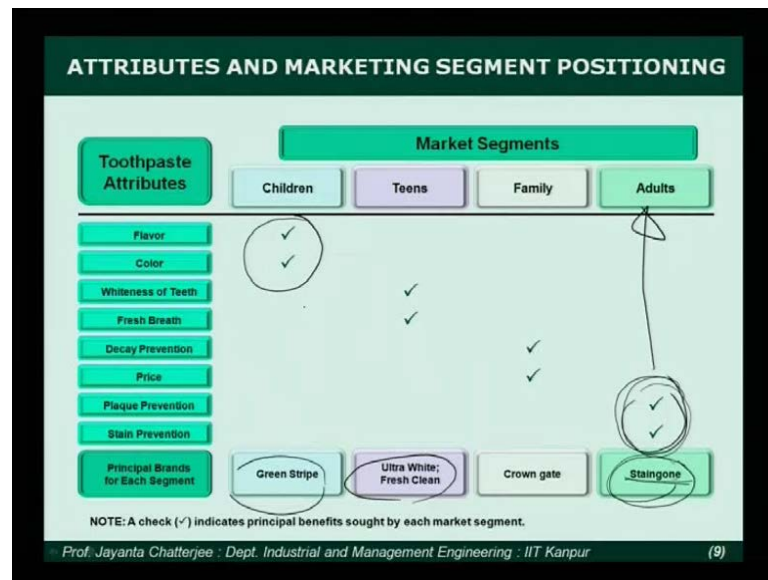 ATTRIBUTES AND MARKETING SEGMENT POSITIONING
Toothpaste
Attributes
Market Segments
Children
Teens
Family
Adults
Flavor
✓
Color
✓
Whiteness of Teeth
✓
Fresh Breath
✓
Decay Prevention
✓
Price
✓
Plaque Prevention
✓
Stain Prevention
✓
Principal Brands
for Each Segment
Green Stripe
Ultra White;
Fresh Clean
Crown gate
Staingone
NOTE: A check (✓) indicates principal benefits sought by each market segment.
Prof. Jayanta Chatterjee : Dept. Industrial and Management Engineering : IIT Kanpur
(9)